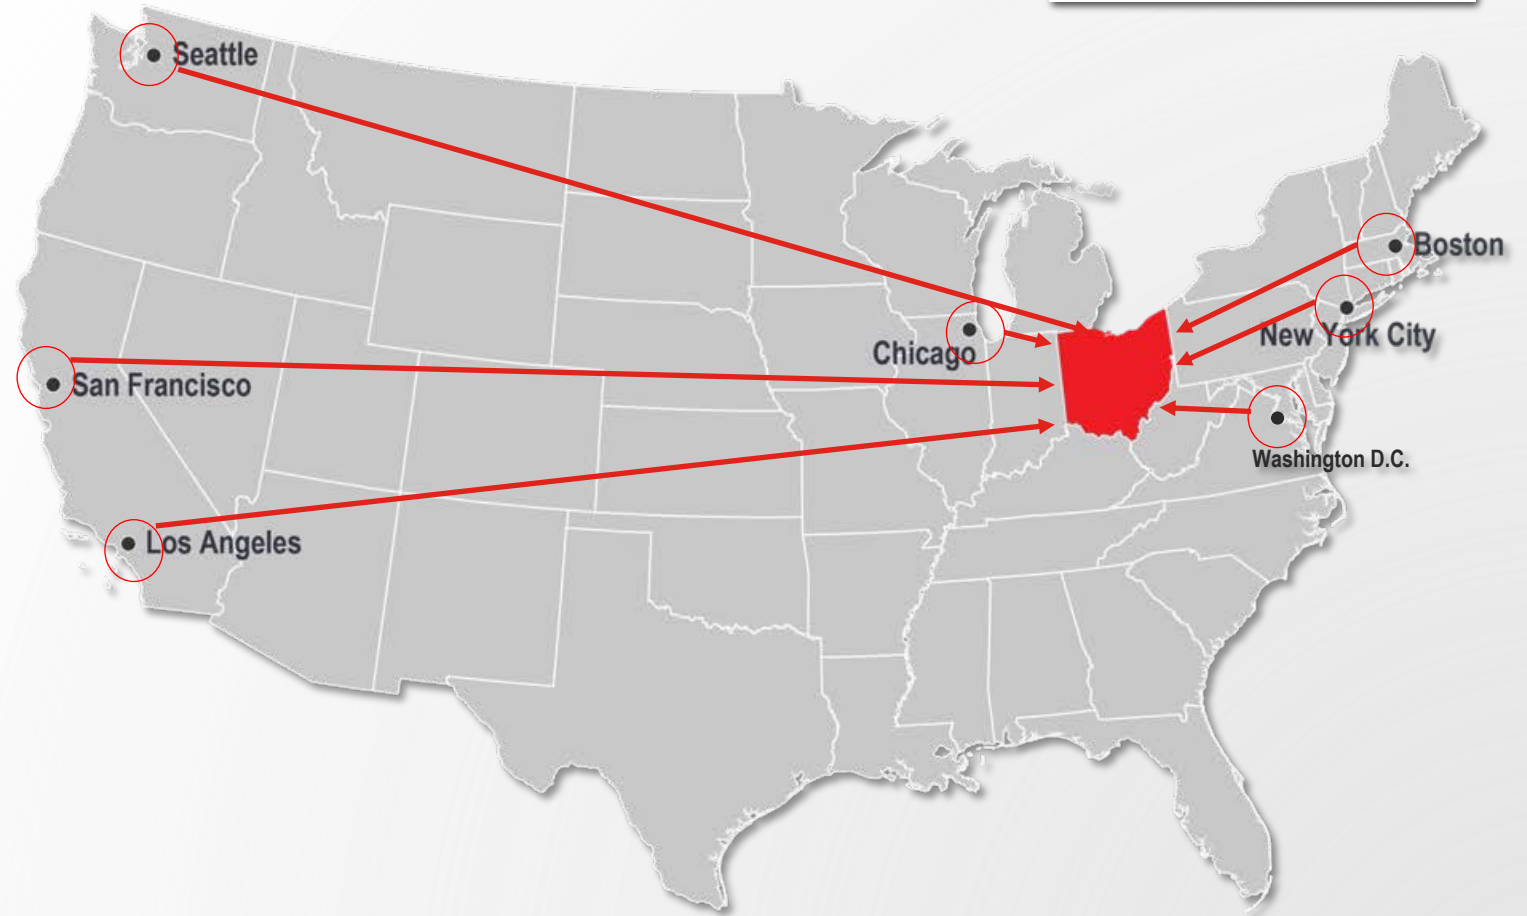 Seattle
Boston
New York City
Chicago
San Francisco
Washington D.C.
Los Angeles